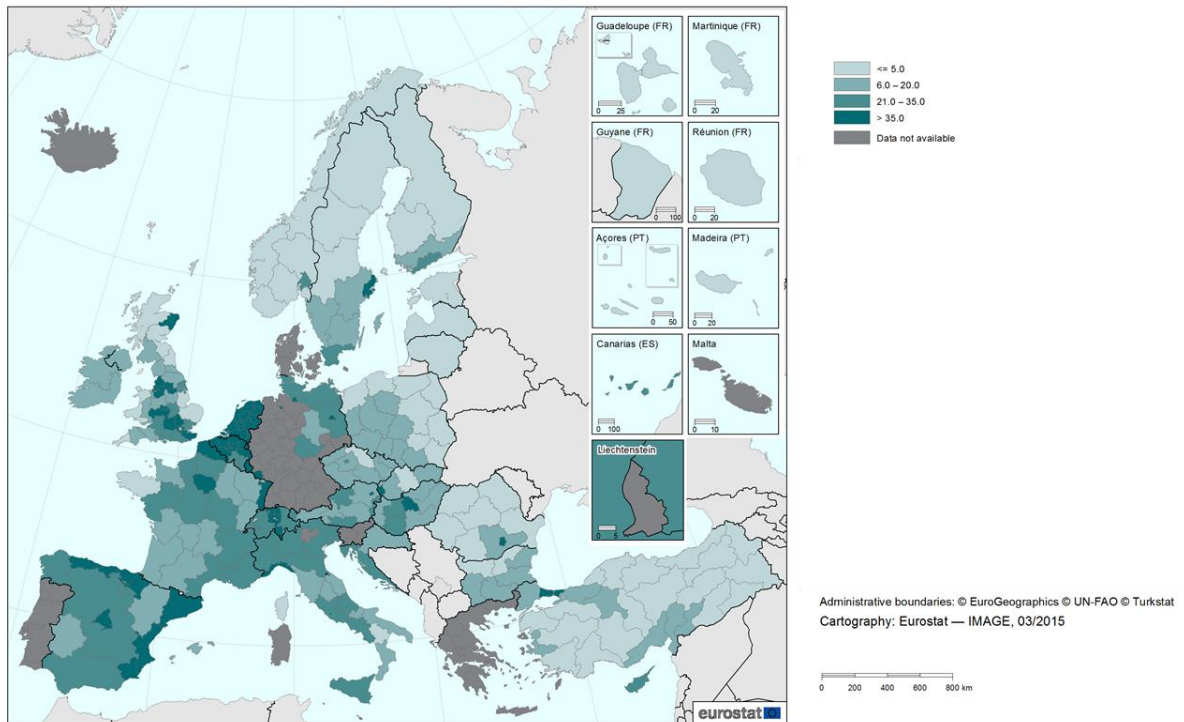 Guadeloupe (FR)
0 25
Martinique (FR)
0 20
Guyane (FR)
0 100
Réunion (FR)
0 20
Açores (PT)
0 50
Madeira (PT)
0 20
Canarias (ES)
0 100
Malta
0 10
Liechtenstein
0 5
eurostat
<= 5.0
6.0 – 20.0
21.0 – 35.0
> 35.0
Data not available
Administrative boundaries: © EuroGeographics © UN-FAO © Turkstat
Cartography: Eurostat — IMAGE, 03/2015
0 200 400 600 800 km